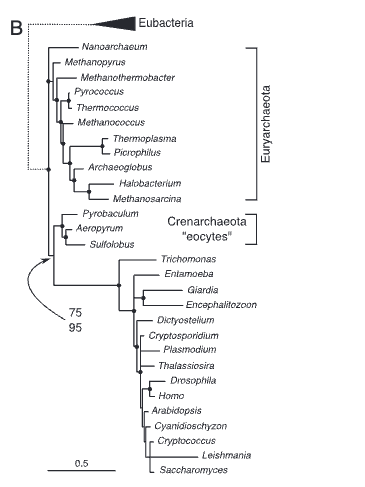 B
Eubacteria
Nanoarchaeum
Methanopyrus
Methanothermobacter
Pyrococcus
Thermococcus
Methanococcus
Thermoplasma
Picrophilus
Archaeoglobus
Halobacterium
Methanosarcina
Euryarchaeota
Pyrobaculum
Aeropyrum
Sulfolobus
Crenarchaeota
"eocytes"
Trichomonas
Entamoeba
Giardia
Encephalitozoon
75
95
Dictyostelium
Cryptosporidium
Plasmodium
Thalassiosira
Drosophila
Homo
Arabidopsis
Cyanidioschyzon
Cryptococcus
Leishmania
Saccharomyces
0.5